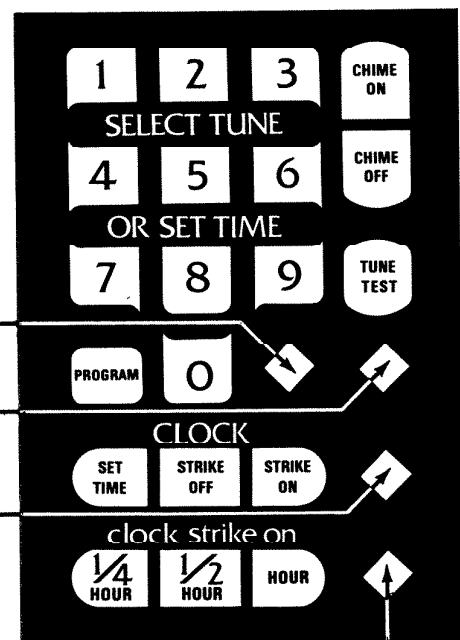 1 2 3 CHIME ON
SELECT TUNE
4 5 6 CHIME OFF
OR SET TIME
7 8 9 TUNE TEST
PROGRAM 0
CLOCK
SET TIME STRIKE OFF STRIKE ON
clock strike on
1/4 HOUR 1/2 HOUR HOUR